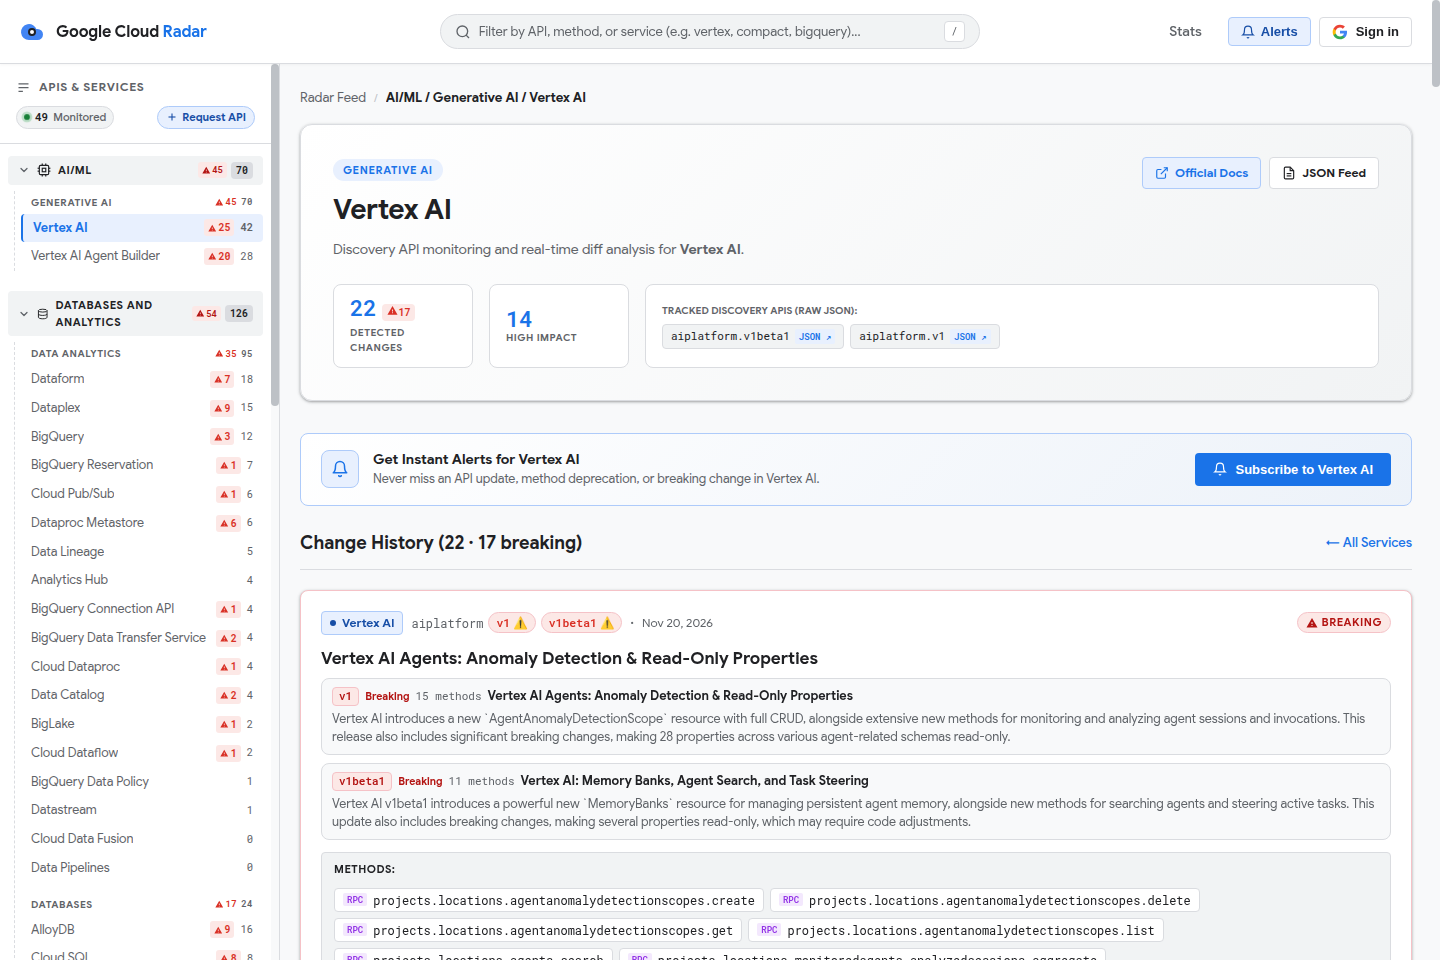 Google Cloud Radar
Filter by API, method, or service (e.g. vertex, compact, bigquery)...
/
Stats
Alerts
Sign in
APIS & SERVICES
49 Monitored
+ Request API
AI/ML 45 70
GENERATIVE AI 45 70
Vertex AI 25 42
Vertex AI Agent Builder 20 28
DATABASES AND ANALYTICS 54 126
DATA ANALYTICS 35 95
Dataform 7 18
Dataplex 9 15
BigQuery 3 12
BigQuery Reservation 1 7
Cloud Pub/Sub 1 6
Dataproc Metastore 6 6
Data Lineage 5
Analytics Hub 4
BigQuery Connection API 1 4
BigQuery Data Transfer Service 2 4
Cloud Dataproc 1 4
Data Catalog 2 4
BigLake 1 2
Cloud Dataflow 1 2
BigQuery Data Policy 1
Datastream 1
Cloud Data Fusion 0
Data Pipelines 0
DATABASES 17 24
AlloyDB 9 16
Cloud SQL 8 8
Radar Feed / AI/ML / Generative AI / Vertex AI
GENERATIVE AI
Official Docs
JSON Feed
Vertex AI
Discovery API monitoring and real-time diff analysis for Vertex AI.
22 17
DETECTED
CHANGES
14
HIGH IMPACT
TRACKED DISCOVERY APIS (RAW JSON):
aiplatform.v1beta1 JSON ↗ aiplatform.v1 JSON ↗
Get Instant Alerts for Vertex AI
Never miss an API update, method deprecation, or breaking change in Vertex AI.
Subscribe to Vertex AI
Change History (22 · 17 breaking)
← All Services
Vertex AI aiplatform v1 ⚠️ v1beta1 ⚠️ · Nov 20, 2026
BREAKING
Vertex AI Agents: Anomaly Detection & Read-Only Properties
v1 Breaking 15 methods Vertex AI Agents: Anomaly Detection & Read-Only Properties
Vertex AI introduces a new `AgentAnomalyDetectionScope` resource with full CRUD, alongside extensive new methods for monitoring and analyzing agent sessions and invocations. This
release also includes significant breaking changes, making 28 properties across various agent-related schemas read-only.
v1beta1 Breaking 11 methods Vertex AI: Memory Banks, Agent Search, and Task Steering
Vertex AI v1beta1 introduces a powerful new `MemoryBanks` resource for managing persistent agent memory, alongside new methods for searching agents and steering active tasks. This
update also includes breaking changes, making several properties read-only, which may require code adjustments.
METHODS:
RPC projects.locations.agentanomalydetectionscopes.create RPC projects.locations.agentanomalydetectionscopes.delete
RPC projects.locations.agentanomalydetectionscopes.get RPC projects.locations.agentanomalydetectionscopes.list
RPC projects.locations.agents.search RPC projects.locations.monitoredagents.analyzedsessions.aggregate